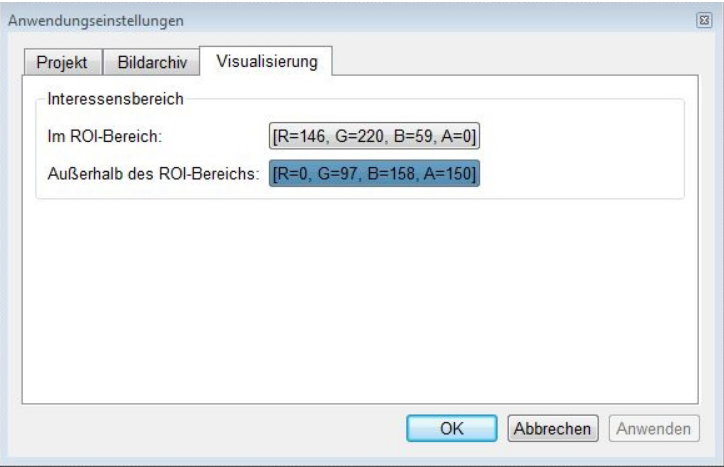 Anwendungseinstellungen
Projekt Bildarchiv Visualisierung
Interessensbereich
Im ROI-Bereich: [R=146, G=220, B=59, A=0]
Außerhalb des ROI-Bereichs: [R=0, G=97, B=158, A=150]
OK Abbrechen Anwenden